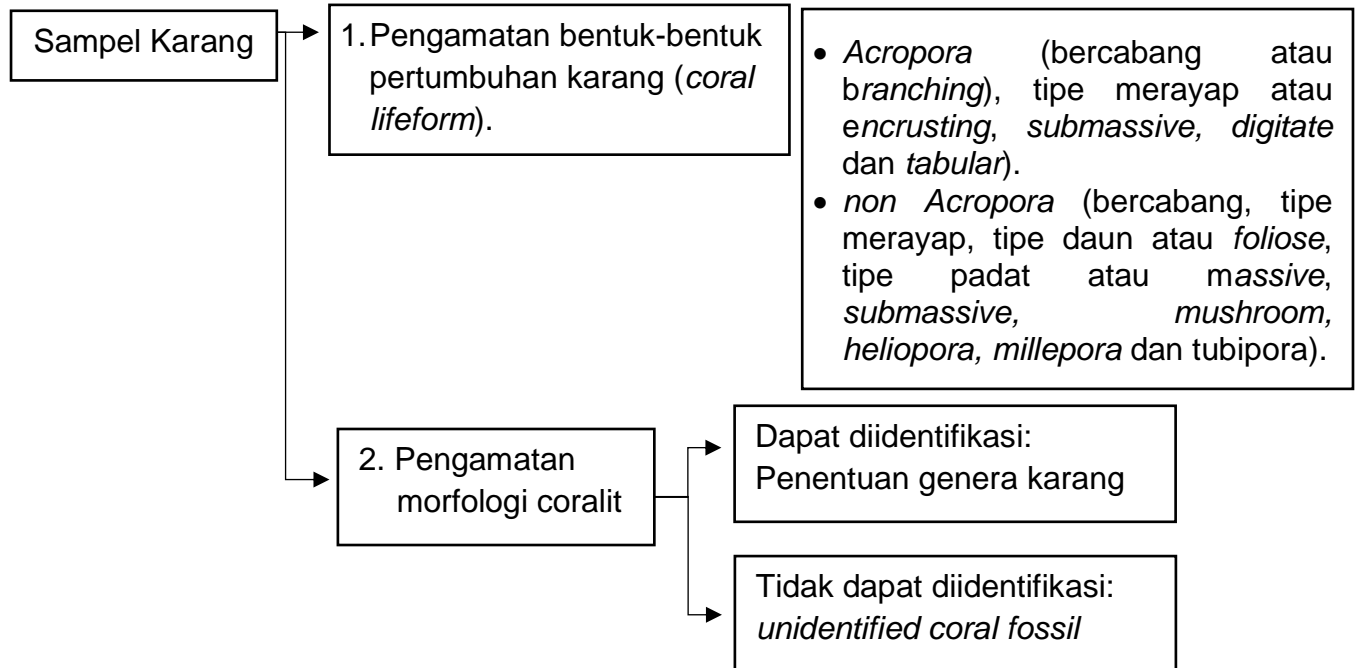 Sampel Karang
1. Pengamatan bentuk-bentuk
pertumbuhan karang (coral
lifeform).
• Acropora (bercabang atau
branching), tipe merayap atau
encrusting, submassive, digitate
dan tabular).
• non Acropora (bercabang, tipe
merayap, tipe daun atau foliose,
tipe padat atau massive,
submassive, mushroom,
heliopora, millepora dan tubipora).
2. Pengamatan
morfologi coralit
Dapat diidentifikasi:
Penentuan genera karang
Tidak dapat diidentifikasi:
unidentified coral fossil